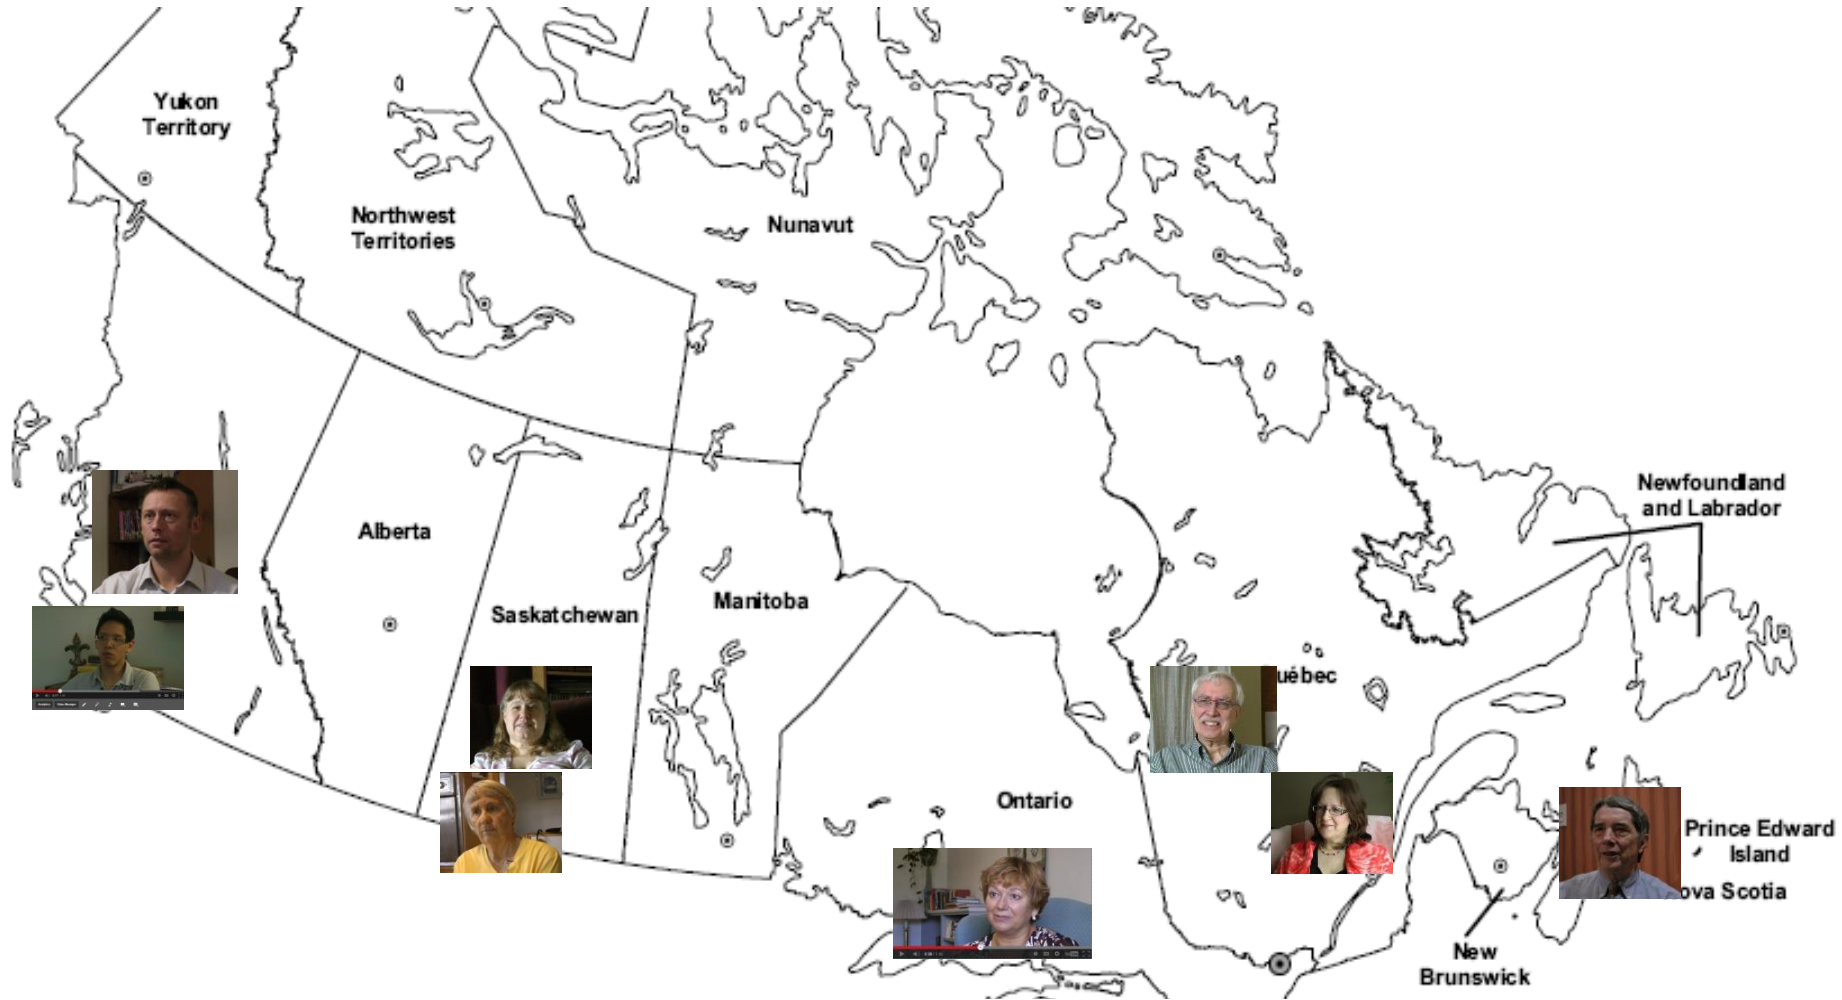 Yukon
Territory
Northwest
Territories
Nunavut
Alberta
Saskatchewan
Manitoba
Ontario
uébec
Newfoundland
and Labrador
Prince Edward
Island
ova Scotia
New
Brunswick